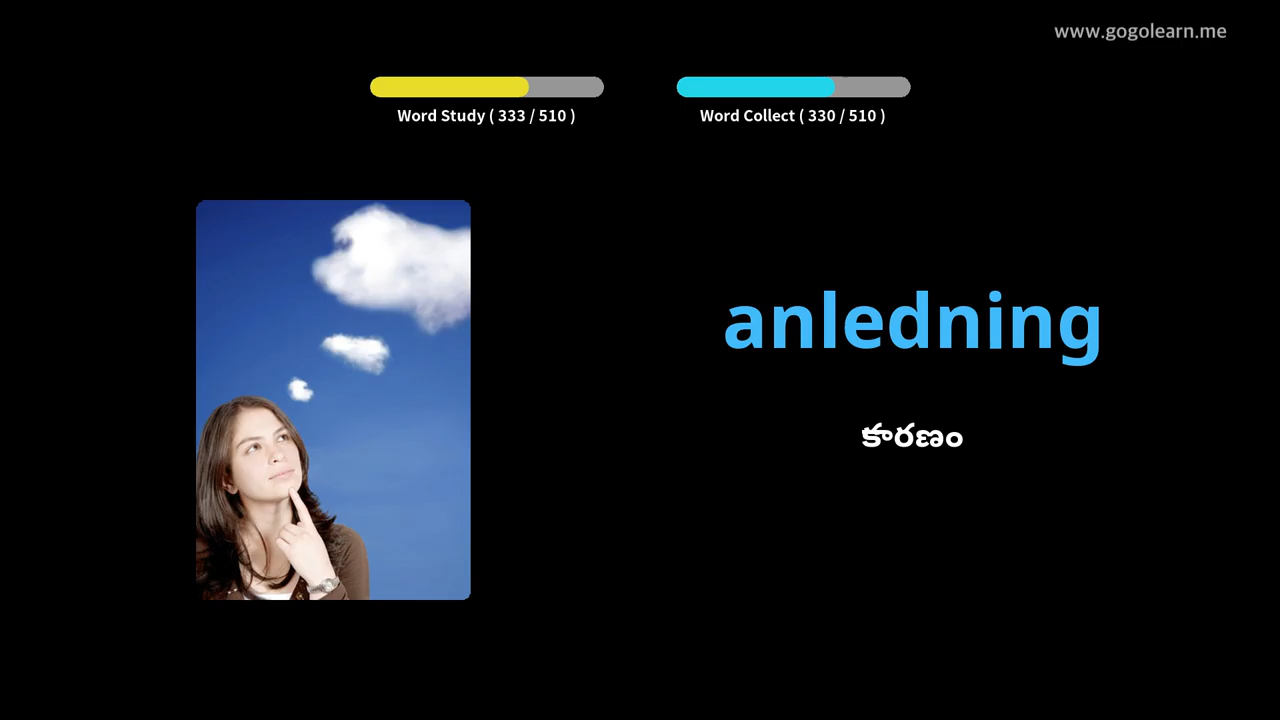 www.gogolearn.me
Word Study ( 333 / 510 )
Word Collect ( 330 / 510 )
anledning
కారణం